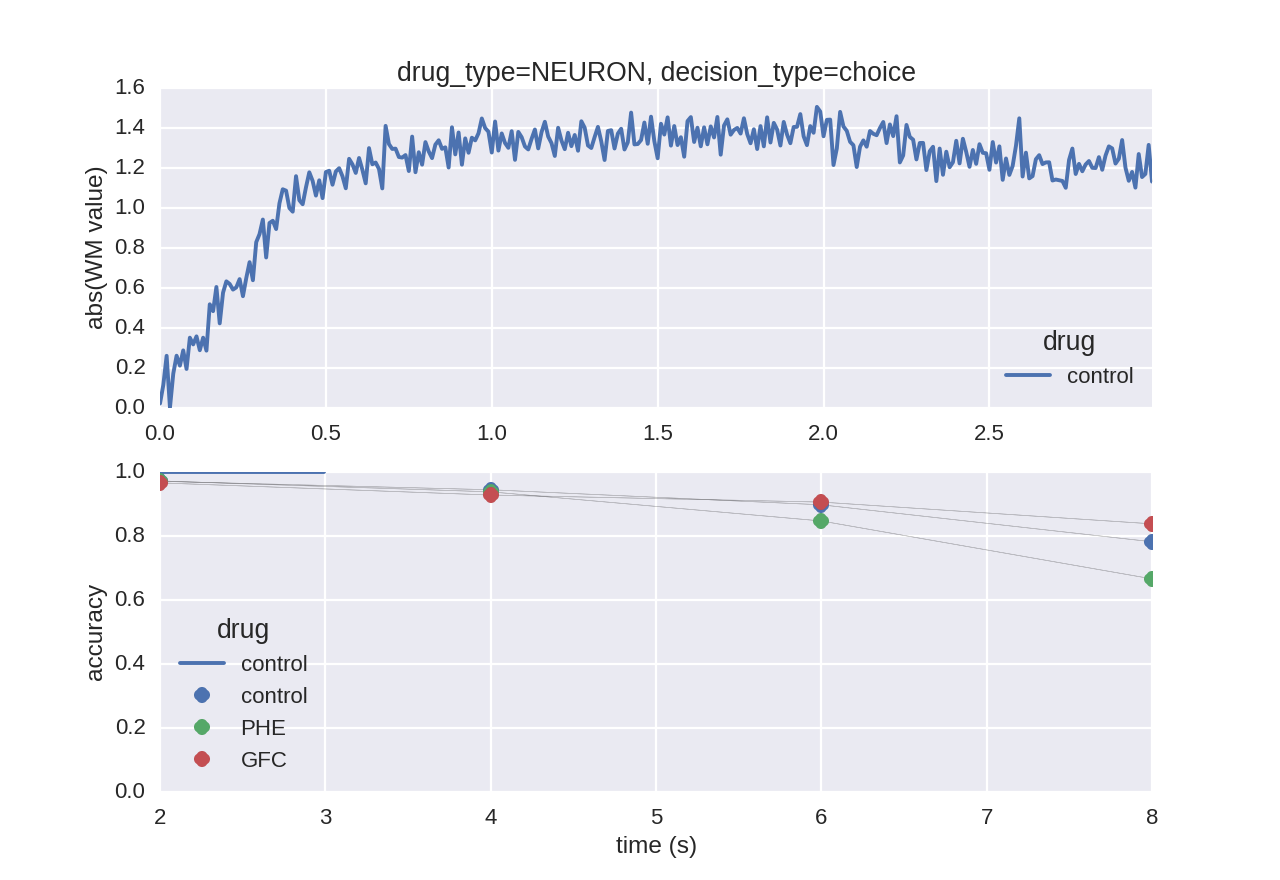 drug_type=NEURON, decision_type=choice
1.6
1.4
1.2
1.0
0.8
0.6
0.4
0.2
0.0
abs(WM value)
drug
control
0.0 0.5 1.0 1.5 2.0 2.5
1.0
0.8
0.6
0.4
0.2
0.0
accuracy
drug
control
control
PHE
GFC
2 3 4 5 6 7 8
time (s)